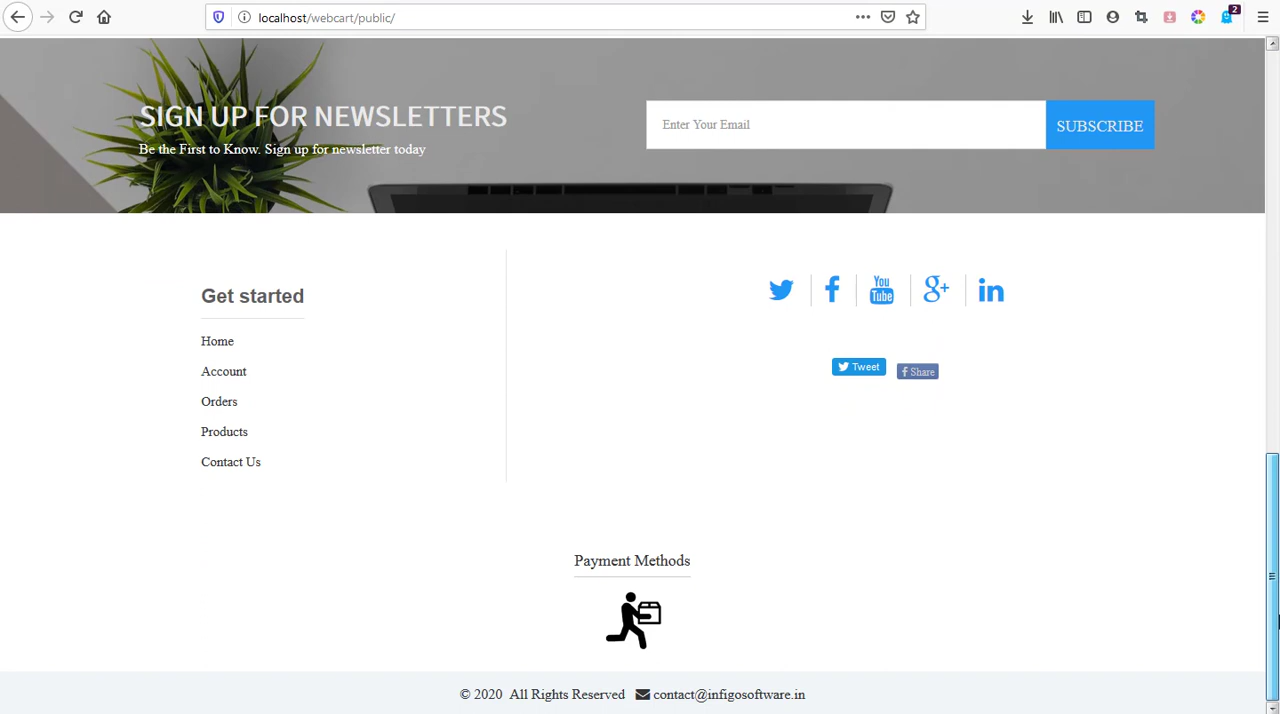 localhost/webcart/public/
2
SIGN UP FOR NEWSLETTERS
Be the First to Know. Sign up for newsletter today
Enter Your Email
SUBSCRIBE
Get started
Home
Account
Orders
Products
Contact Us
You
Tube
g+
in
Tweet
f Share
Payment Methods
© 2020 All Rights Reserved contact@infigosoftware.in